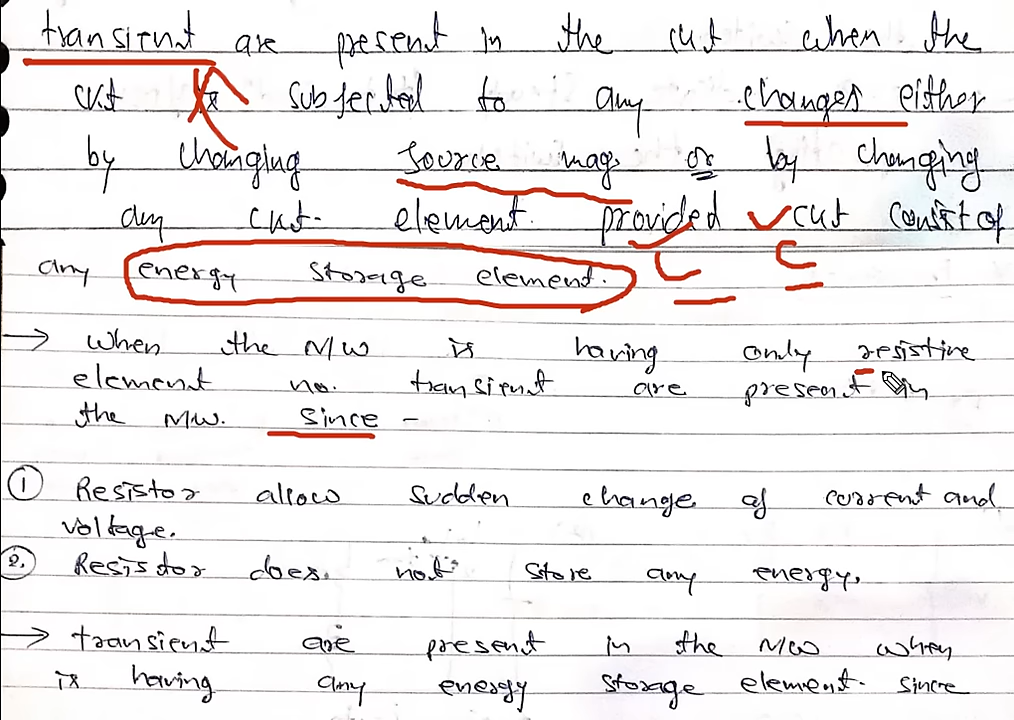 transient are present in the ckt when the
ckt is subjected to any changes either
by changing source mag. or by changing
any ckt. element. provided ckt consist of
any energy storage element.
→ when the N/W is having only resistive
element no. transient are present in
the N/W. since -
① Resistor allow sudden change of current and
voltage.
②. Resistor does. not store any energy.
→ transient are present in the N/W when
is having any energy storage element. since